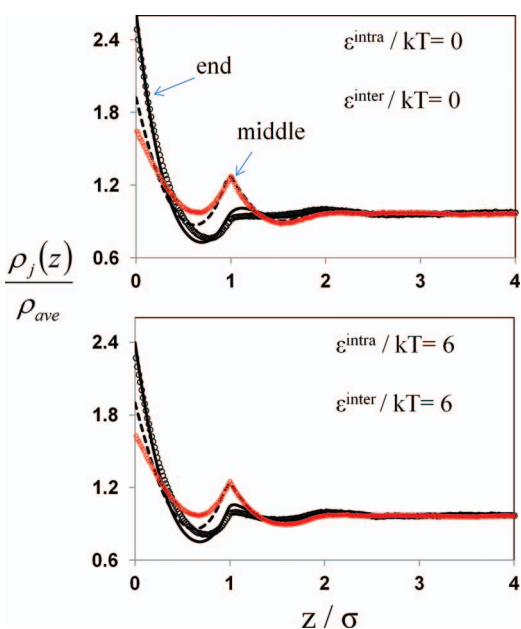 2.4
1.8
1.2
0.6
0
1
2
3
4
end
middle
ε^intra / kT= 0
ε^inter / kT= 0
ρ_j(z)
ρ_ave
2.4
1.8
1.2
0.6
0
1
2
3
4
ε^intra / kT= 6
ε^inter / kT= 6
z / σ